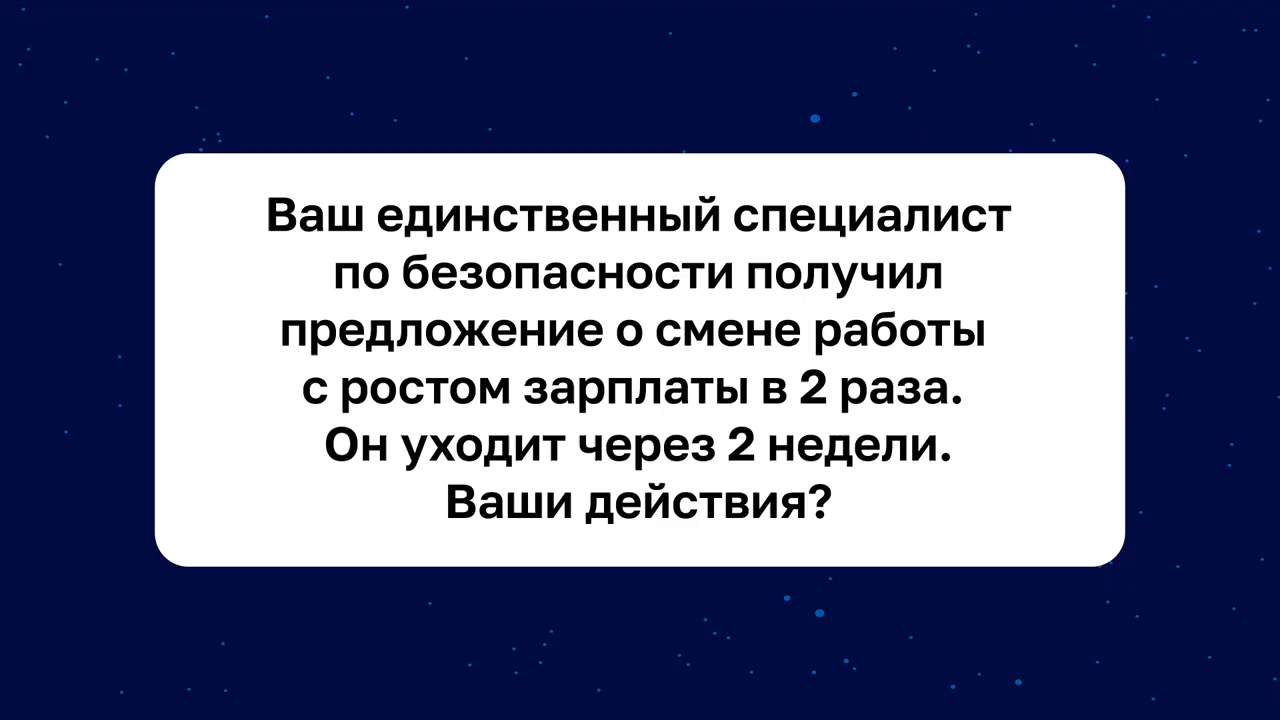 Ваш единственный специалист
по безопасности получил
предложение о смене работы
с ростом зарплаты в 2 раза.
Он уходит через 2 недели.
Ваши действия?